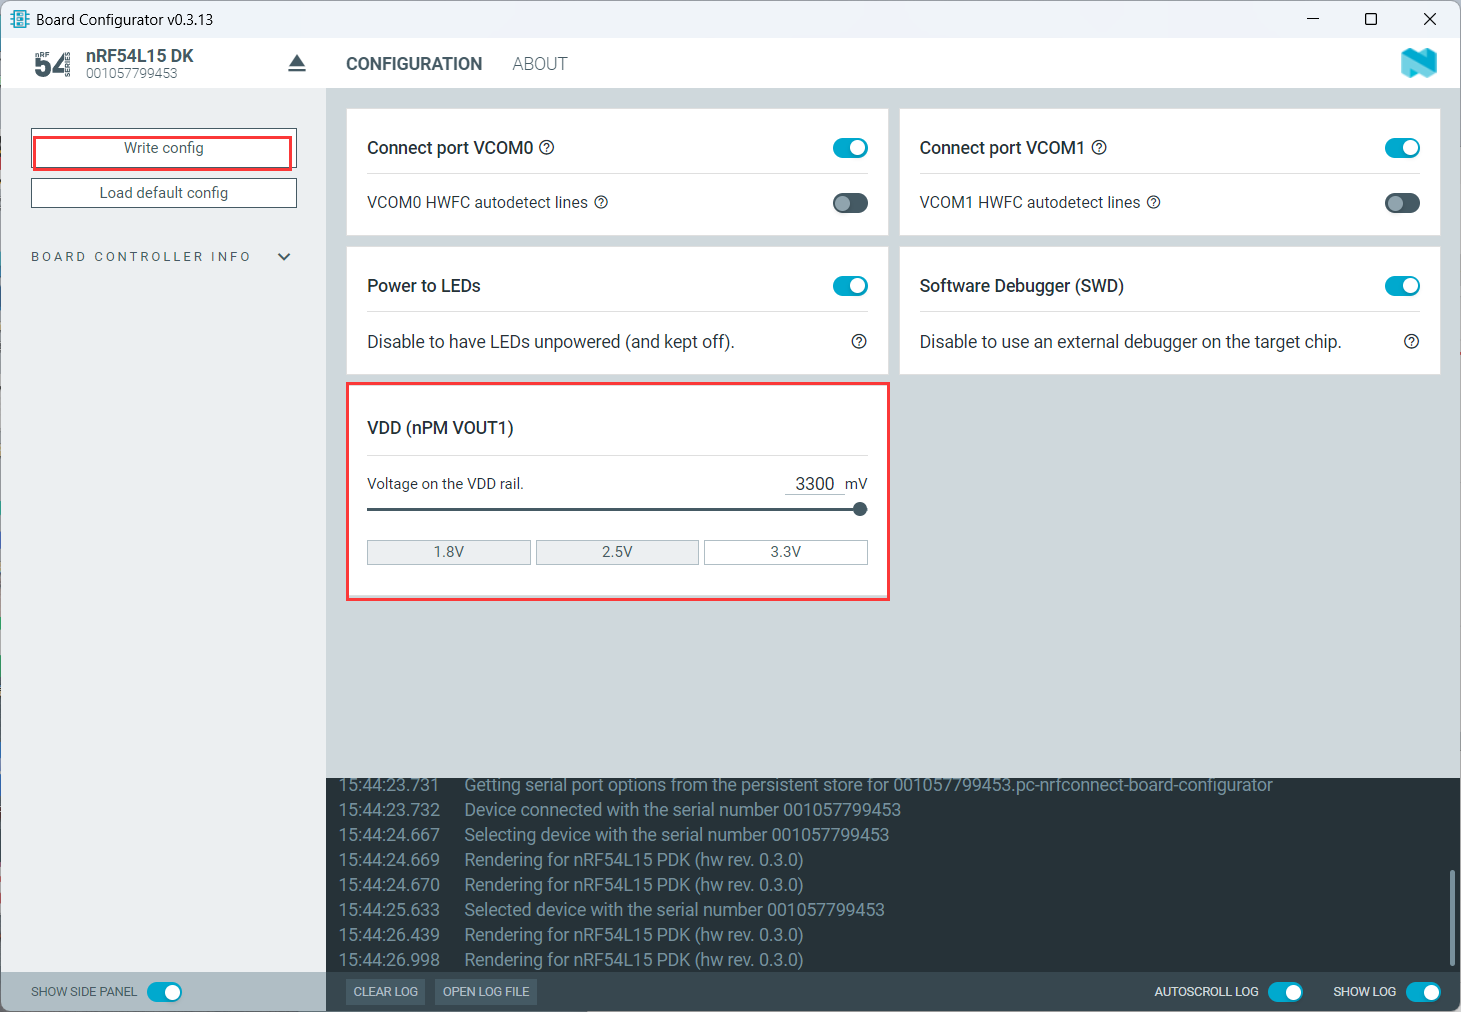 Board Configurator v0.3.13
nRF
54
SERIES
nRF54L15 DK
001057799453
CONFIGURATION
ABOUT
Write config
Load default config
BOARD CONTROLLER INFO
Connect port VCOM0
VCOM0 HWFC autodetect lines
Connect port VCOM1
VCOM1 HWFC autodetect lines
Power to LEDs
Disable to have LEDs unpowered (and kept off).
Software Debugger (SWD)
Disable to use an external debugger on the target chip.
VDD (nPM VOUT1)
Voltage on the VDD rail. 3300 mV
1.8V 2.5V 3.3V
15:44:23.731 Getting serial port options from the persistent store for 001057799453.pc-nrfconnect-board-configurator
15:44:23.732 Device connected with the serial number 001057799453
15:44:24.667 Selecting device with the serial number 001057799453
15:44:24.669 Rendering for nRF54L15 PDK (hw rev. 0.3.0)
15:44:24.670 Rendering for nRF54L15 PDK (hw rev. 0.3.0)
15:44:25.633 Selected device with the serial number 001057799453
15:44:26.439 Rendering for nRF54L15 PDK (hw rev. 0.3.0)
15:44:26.998 Rendering for nRF54L15 PDK (hw rev. 0.3.0)
SHOW SIDE PANEL
CLEAR LOG
OPEN LOG FILE
AUTOSCROLL LOG
SHOW LOG